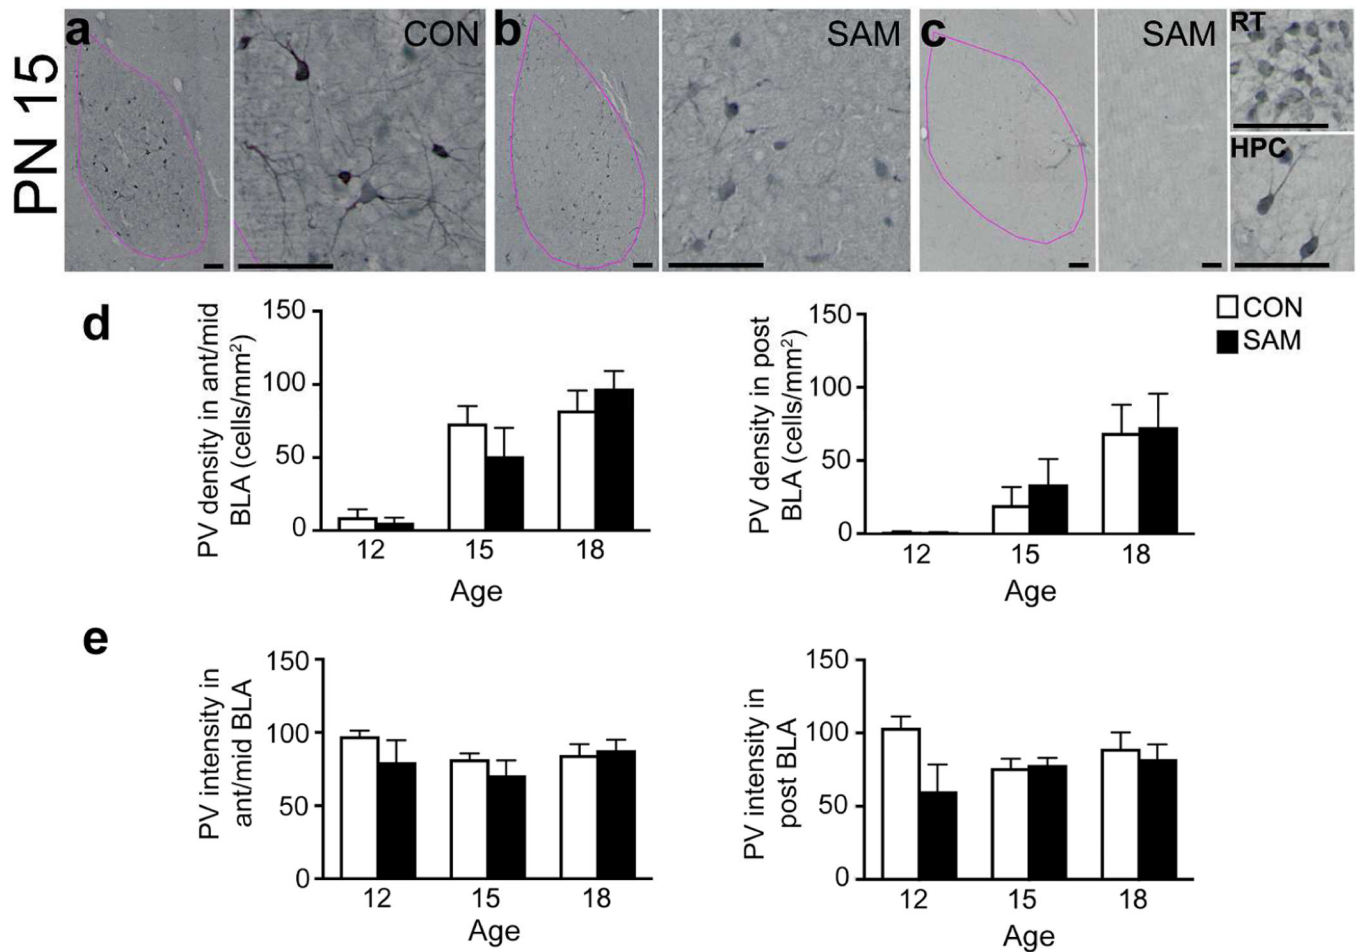 PN 15
a
CON
b
SAM
c
SAM
RT
HPC
d
PV density in ant/mid
BLA (cells/mm²)
150
100
50
0
12
15
18
Age
PV density in post
BLA (cells/mm²)
150
100
50
0
12
15
18
Age
CON
SAM
e
PV intensity in
ant/mid BLA
150
100
50
0
12
15
18
Age
PV intensity in
post BLA
150
100
50
0
12
15
18
Age